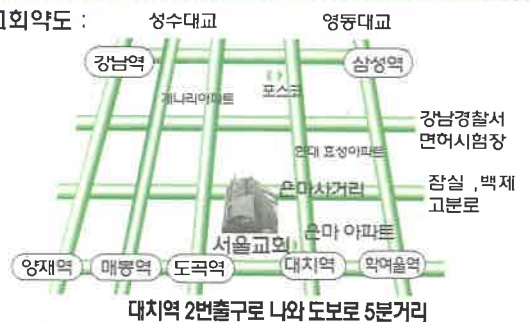 회약도 :
성수대교
영동대교
강남역
삼성역
개나리아파트
포스코
강남경찰서
면허시험장
현대 효성아파트
은마사거리
잠실 ,백제
고분로
서울교회
은마 아파트
양재역
매봉역
도곡역
대치역
학여울역
대치역 2번출구로 나와 도보로 5분거리